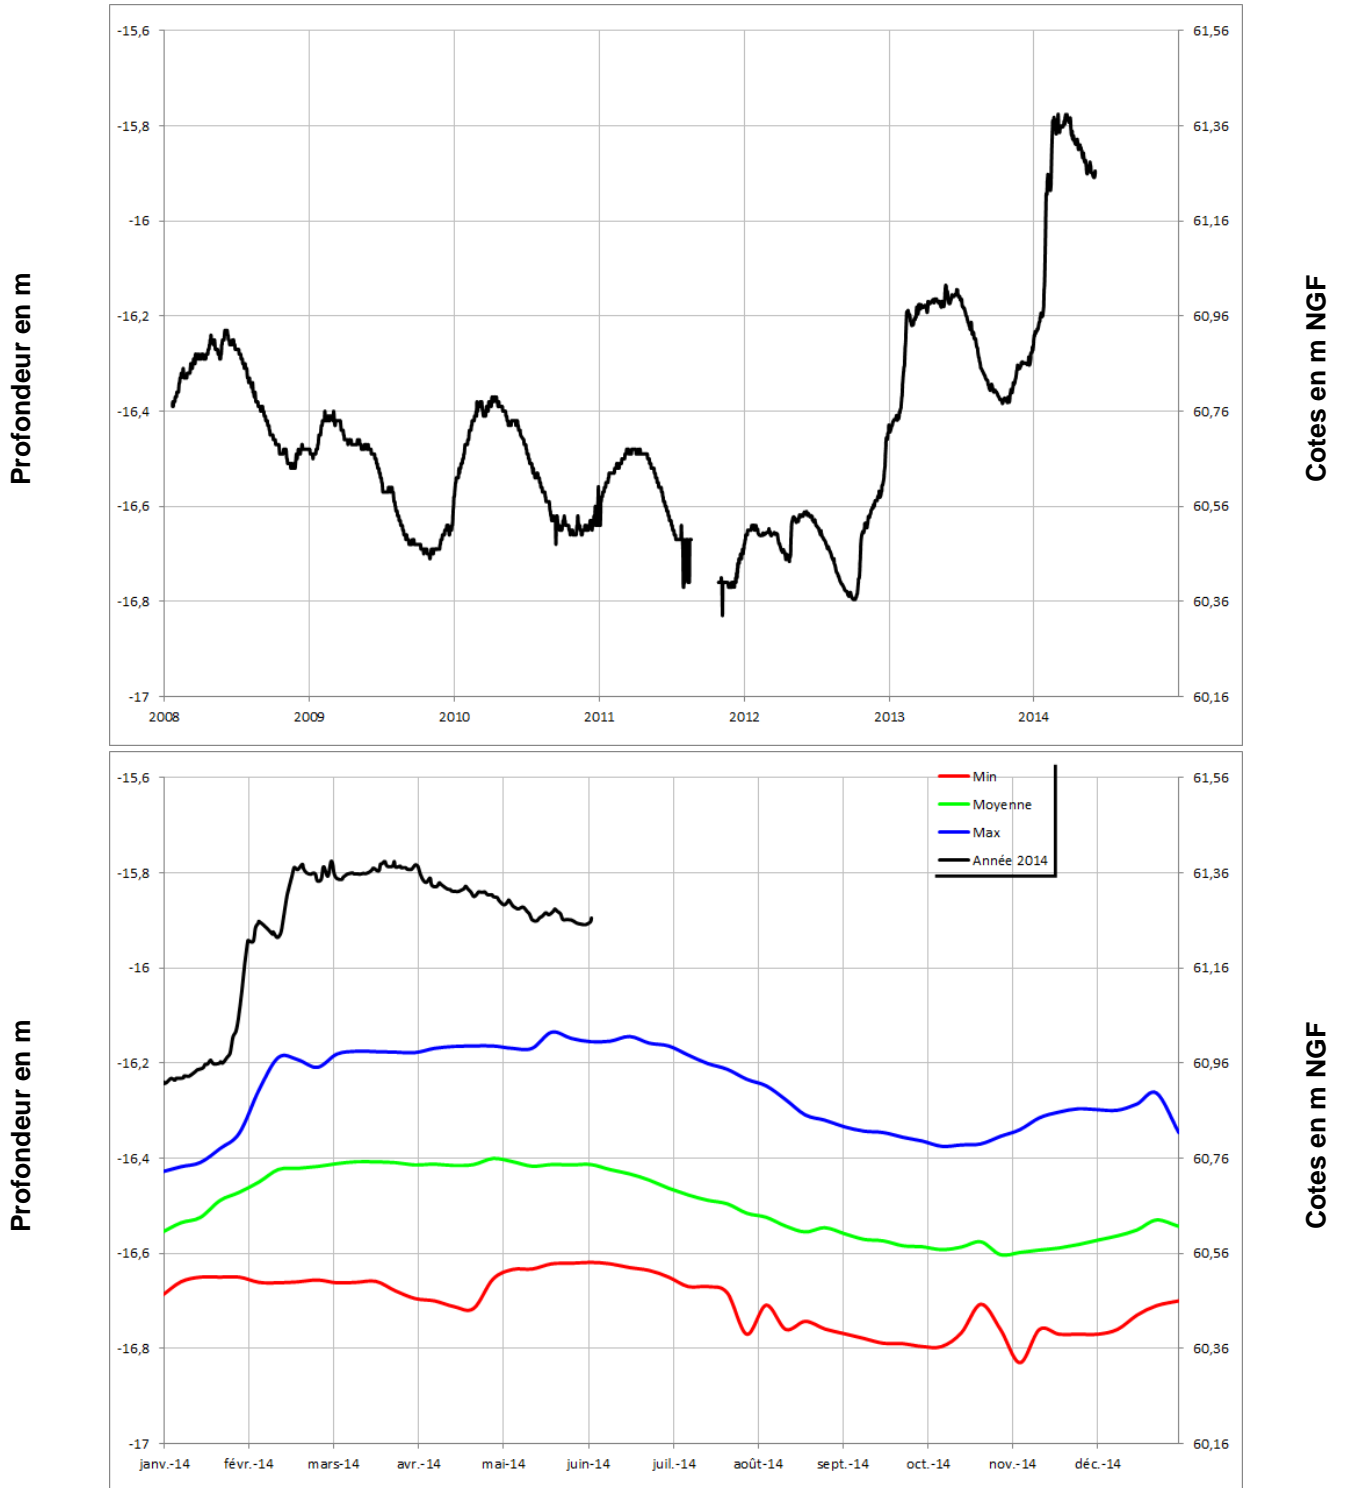 Profondeur en m
-15,6
-15,8
-16
-16,2
-16,4
-16,6
-16,8
-17
61,56
61,36
61,16
60,96
60,76
60,56
60,36
60,16
Cotes en m NGF
2008
2009
2010
2011
2012
2013
2014
Profondeur en m
-15,6
-15,8
-16
-16,2
-16,4
-16,6
-16,8
-17
Min
Moyenne
Max
Année 2014
61,56
61,36
61,16
60,96
60,76
60,56
60,36
60,16
Cotes en m NGF
janv.-14
févr.-14
mars-14
avr.-14
mai-14
juin-14
juil.-14
août-14
sept.-14
oct.-14
nov.-14
déc.-14